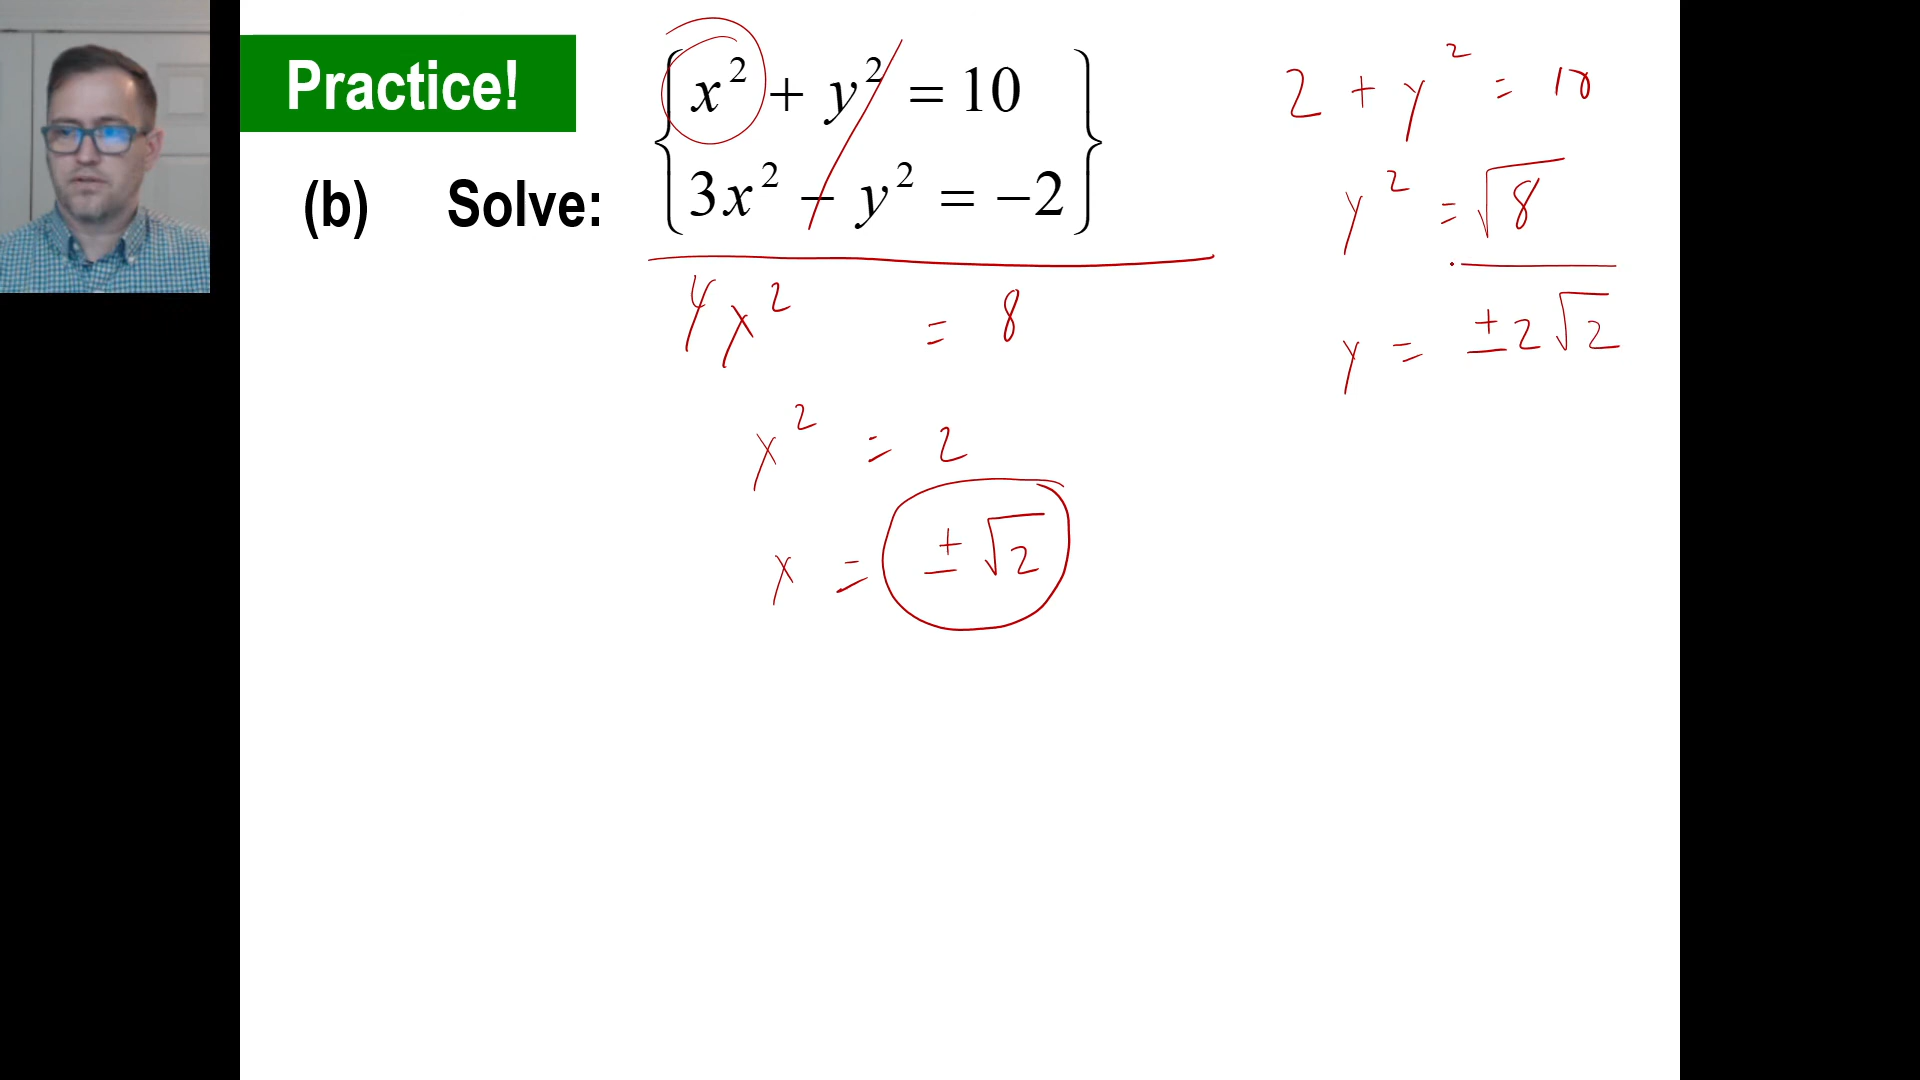 Practice!
(b) Solve:
x² + y² = 10
3x² − y² = −2
4x² = 8
x² = 2
x = ±√2
2 + y² = 10
y² = √8
y = ±2√2